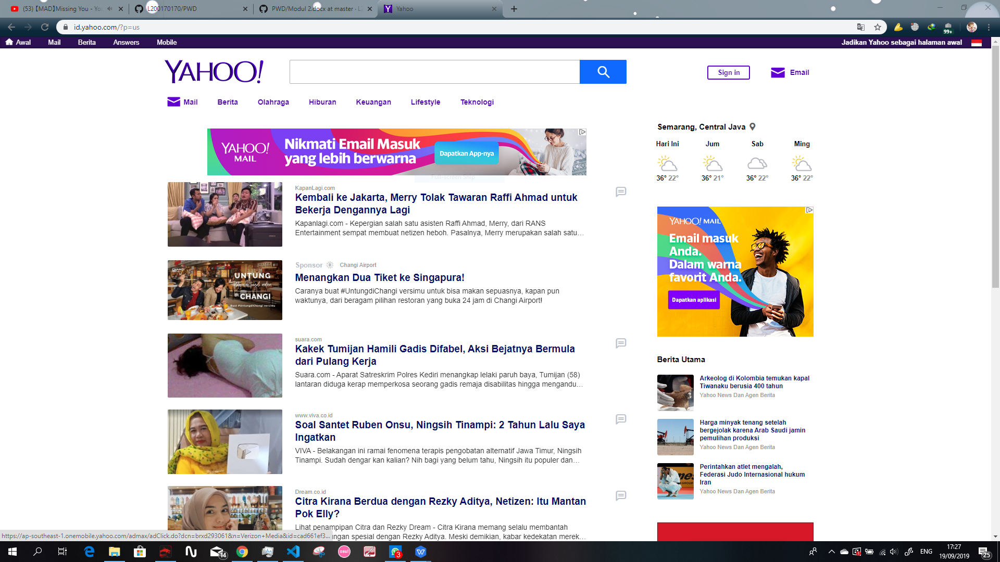 (53) 【MAD】Missing You - Yo
L200170170/PWD
PWD/Modul 2.docx at master · L2
Yahoo
id.yahoo.com/?p=us
99+
Awal
Mail
Berita
Answers
Mobile
Jadikan Yahoo sebagai halaman awal
YAHOO!
Sign in
Email
Mail
Berita
Olahraga
Hiburan
Keuangan
Lifestyle
Teknologi
YAHOO!
MAIL
Nikmati Email Masuk
yang lebih berwarna
Dapatkan App-nya
Full-screen Snip
KapanLagi.com
Kembali ke Jakarta, Merry Tolak Tawaran Raffi Ahmad untuk
Bekerja Dengannya Lagi
Kapanlagi.com - Kepergian salah satu asisten Raffi Ahmad, Merry, dari RANS
Entertainment sempat membuat netizen heboh. Pasalnya, Merry merupakan salah satu…
CHANGI
UNTUNG
DI
CHANGI
Buat #UntungdiChangi versimu
Sponsor
Changi Airport
Menangkan Dua Tiket ke Singapura!
Caranya buat #UntungdiChangi versimu untuk bisa makan sepuasnya, kapan pun
waktunya, dari beragam pilihan restoran yang buka 24 jam di Changi Airport!
suara.com
Kakek Tumijan Hamili Gadis Difabel, Aksi Bejatnya Bermula
dari Pulang Kerja
Suara.com - Aparat Satreskrim Polres Kediri menangkap lelaki paruh baya, Tumijan (58)
lantaran diduga kerap memperkosa seorang gadis remaja disabilitas hingga mengandu…
www.viva.co.id
Soal Santet Ruben Onsu, Ningsih Tinampi: 2 Tahun Lalu Saya
Ingatkan
VIVA - Belakangan ini ramai fenomena terapis pengobatan alternatif Jawa Timur, Ningsih
Tinampi. Sudah dengar kan kalian? Nih bagi yang belum tahu, Ningsih itu populer dan…
Dream.co.id
Citra Kirana Berdua dengan Rezky Aditya, Netizen: Itu Mantan
Pok Elly?
Lihat penampipan Citra dan Rezky Dream - Citra Kirana memang selalu membantah
ngan spesial dengan Rezky Aditya. Meski demikian, kabar kedekatan merek…
Semarang, Central Java
Hari Ini
Jum
Sab
Ming
36° 22°
36° 21°
36° 22°
36° 22°
YAHOO! MAIL
Email masuk
Anda.
Dalam warna
favorit Anda.
Dapatkan aplikasi
Berita Utama
Arkeolog di Kolombia temukan kapal
Tiwanaku berusia 400 tahun
Yahoo News Dan Agen Berita
Harga minyak tenang setelah
bergejolak karena Arab Saudi jamin
pemulihan produksi
Yahoo News Dan Agen Berita
Perintahkan atlet mengalah,
Federasi Judo Internasional hukum
Iran
Yahoo News Dan Agen Berita
https://ap-southeast-1.onemobile.yahoo.com/admax/adClick.do?dcn=brxd293061&n=Verizon+Media&id=cad661ef3...
14
osu!
3
ENG
17:27
19/09/2019
25